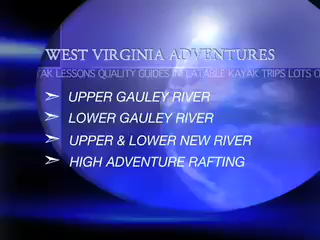 WEST VIRGINIA ADVENTURES
AK LESSONS QUALITY GUIDES INFLATABLE KAYAK TRIPS LOTS O
➣ UPPER GAULEY RIVER
➣ LOWER GAULEY RIVER
➣ UPPER & LOWER NEW RIVER
➣ HIGH ADVENTURE RAFTING